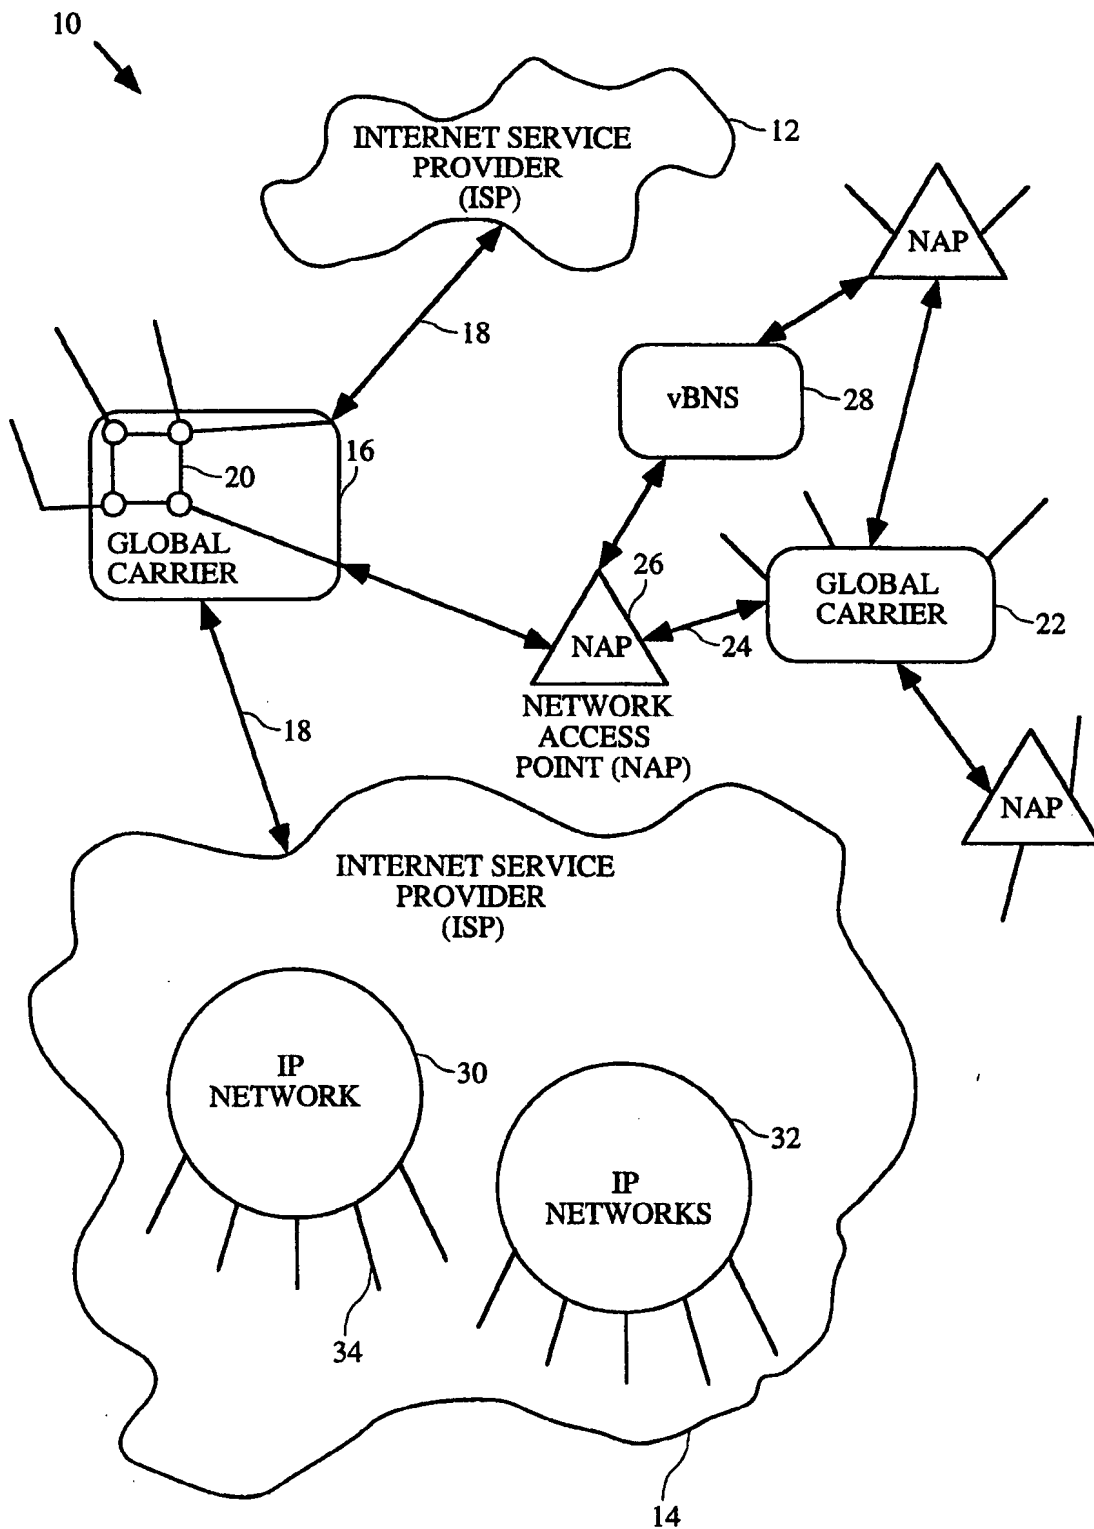 10
INTERNET SERVICE
PROVIDER
(ISP)
12
NAP
18
vBNS
28
16
20
GLOBAL
CARRIER
26
GLOBAL
CARRIER
22
24
NAP
NETWORK
ACCESS
POINT (NAP)
18
NAP
INTERNET SERVICE
PROVIDER
(ISP)
IP
NETWORK
30
32
IP
NETWORKS
34
14